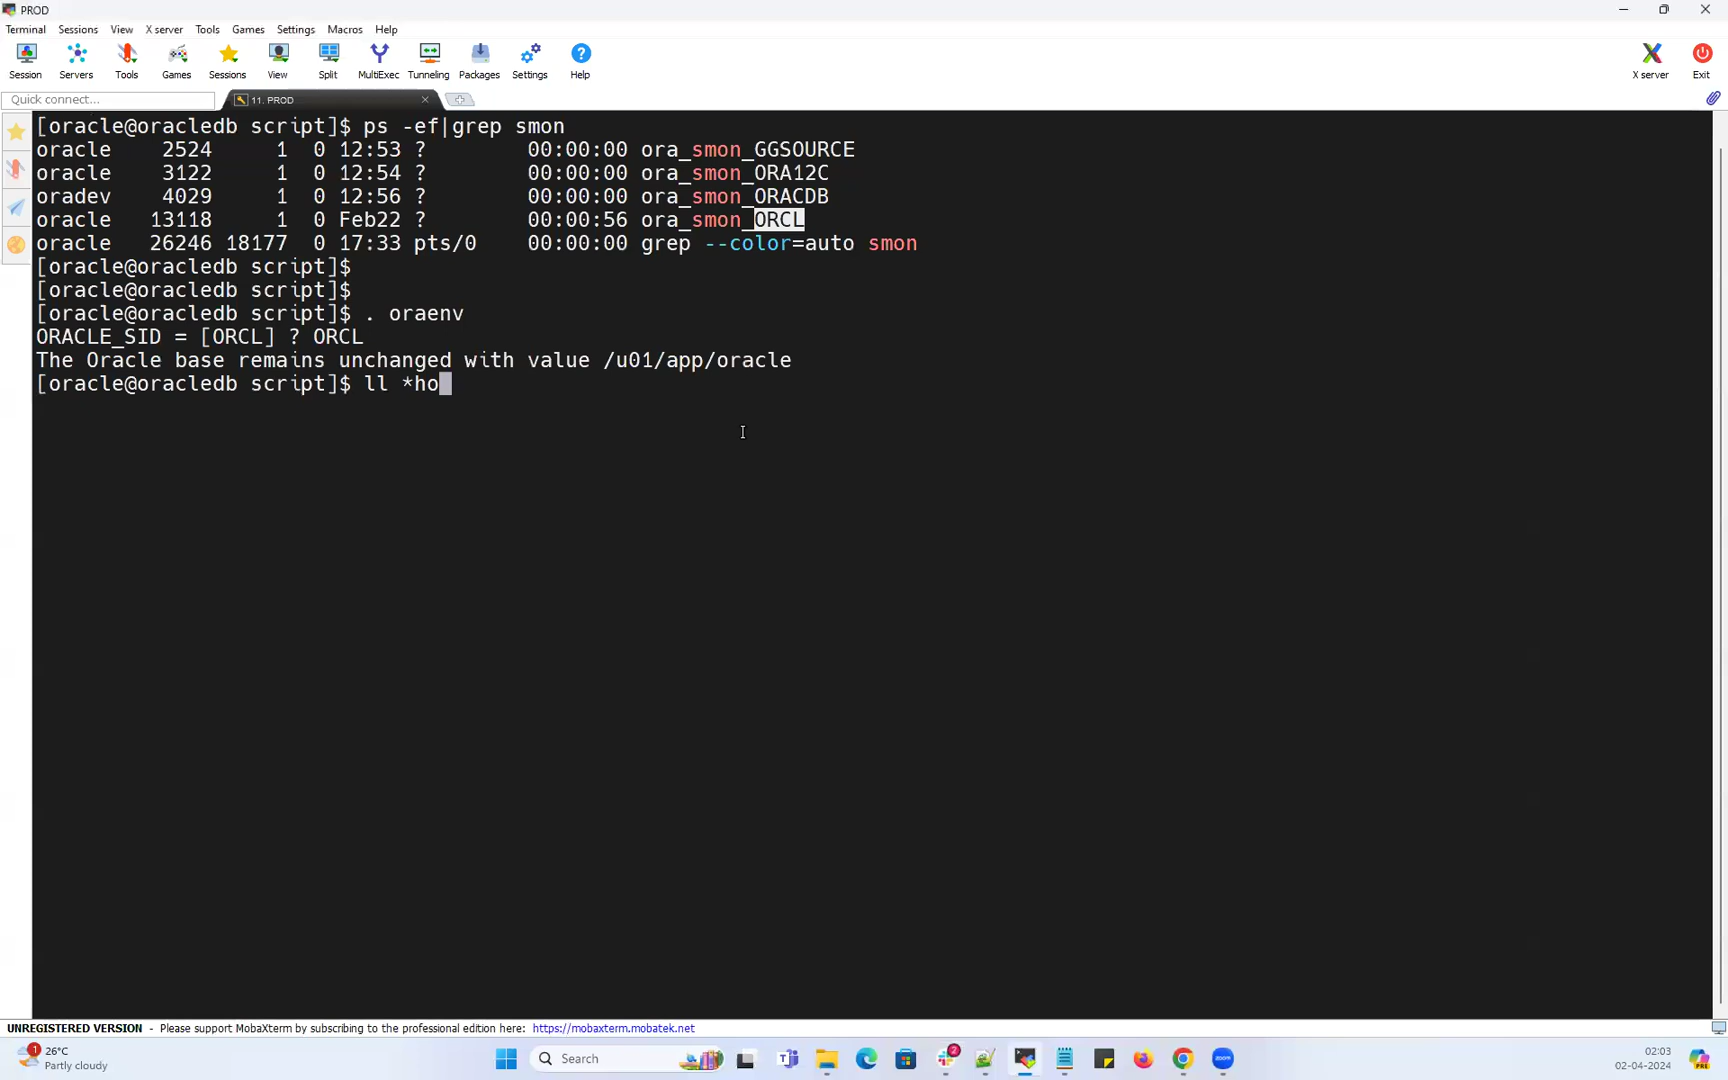 PROD
Terminal Sessions View X server Tools Games Settings Macros Help
Session Servers Tools Games Sessions View Split MultiExec Tunneling Packages Settings Help X server Exit
Quick connect... 11. PROD
[oracle@oracledb script]$ ps -ef|grep smon
oracle 2524 1 0 12:53 ? 00:00:00 ora_smon_GGSOURCE
oracle 3122 1 0 12:54 ? 00:00:00 ora_smon_ORA12C
oradev 4029 1 0 12:56 ? 00:00:00 ora_smon_ORACDB
oracle 13118 1 0 Feb22 ? 00:00:56 ora_smon_ORCL
oracle 26246 18177 0 17:33 pts/0 00:00:00 grep --color=auto smon
[oracle@oracledb script]$
[oracle@oracledb script]$
[oracle@oracledb script]$ . oraenv
ORACLE_SID = [ORCL] ? ORCL
The Oracle base remains unchanged with value /u01/app/oracle
[oracle@oracledb script]$ ll *ho
UNREGISTERED VERSION - Please support MobaXterm by subscribing to the professional edition here: https://mobaxterm.mobatek.net
1 26°C Search 2 zoom 02:03 PRE
Partly cloudy 02-04-2024